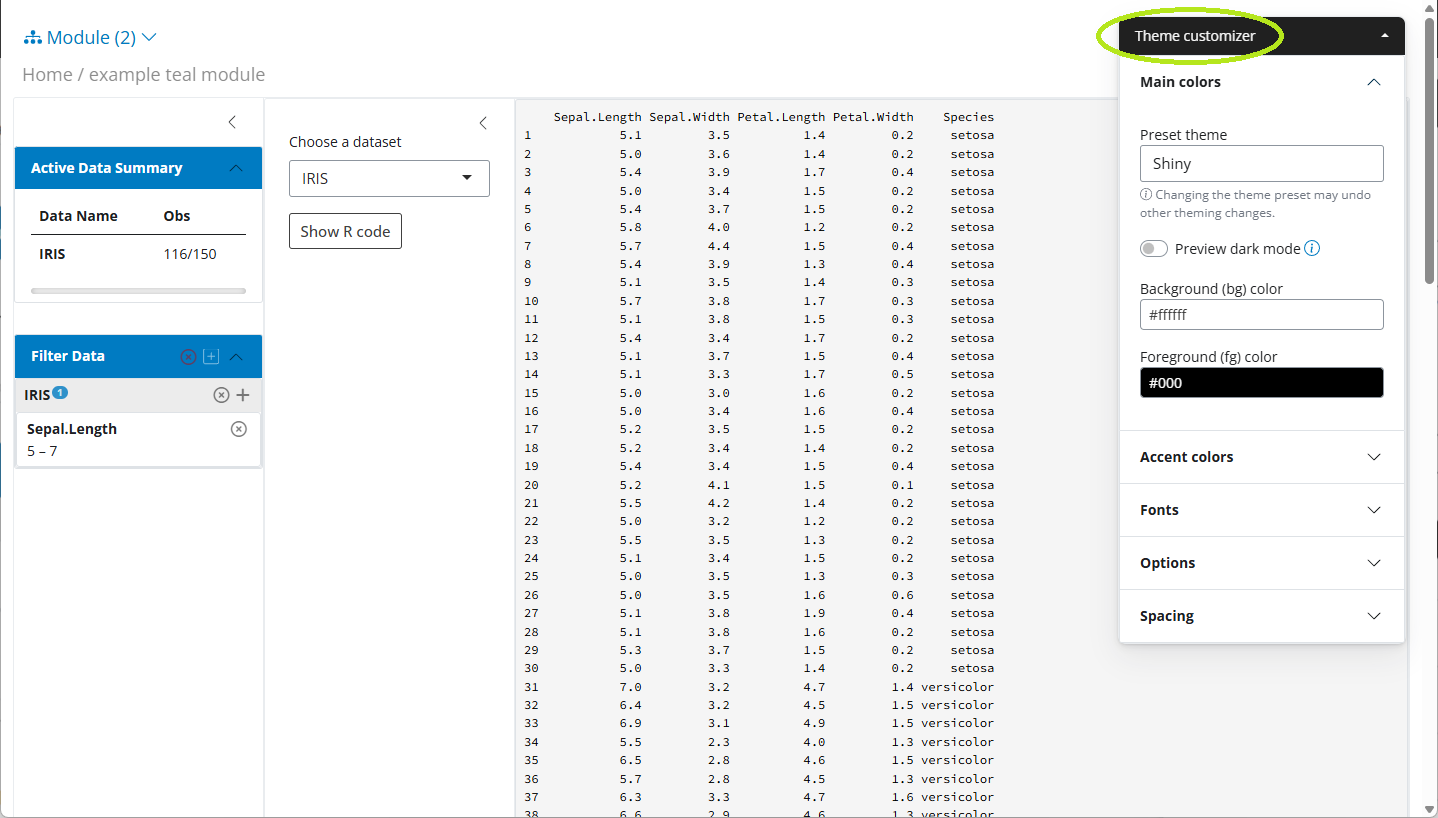 Module (2)
Home / example teal module
Active Data Summary
Data Name Obs
IRIS 116/150
Filter Data
IRIS 1
Sepal.Length
5 – 7
Choose a dataset
IRIS
Show R code
Sepal.Length Sepal.Width Petal.Length Petal.Width Species
1 5.1 3.5 1.4 0.2 setosa
2 5.0 3.6 1.4 0.2 setosa
3 5.4 3.9 1.7 0.4 setosa
4 5.0 3.4 1.5 0.2 setosa
5 5.4 3.7 1.5 0.2 setosa
6 5.8 4.0 1.2 0.2 setosa
7 5.7 4.4 1.5 0.4 setosa
8 5.4 3.9 1.3 0.4 setosa
9 5.1 3.5 1.4 0.3 setosa
10 5.7 3.8 1.7 0.3 setosa
11 5.1 3.8 1.5 0.3 setosa
12 5.4 3.4 1.7 0.2 setosa
13 5.1 3.7 1.5 0.4 setosa
14 5.1 3.3 1.7 0.5 setosa
15 5.0 3.0 1.6 0.2 setosa
16 5.0 3.4 1.6 0.4 setosa
17 5.2 3.5 1.5 0.2 setosa
18 5.2 3.4 1.4 0.2 setosa
19 5.4 3.4 1.5 0.4 setosa
20 5.2 4.1 1.5 0.1 setosa
21 5.5 4.2 1.4 0.2 setosa
22 5.0 3.2 1.2 0.2 setosa
23 5.5 3.5 1.3 0.2 setosa
24 5.1 3.4 1.5 0.2 setosa
25 5.0 3.5 1.3 0.3 setosa
26 5.0 3.5 1.6 0.6 setosa
27 5.1 3.8 1.9 0.4 setosa
28 5.1 3.8 1.6 0.2 setosa
29 5.3 3.7 1.5 0.2 setosa
30 5.0 3.3 1.4 0.2 setosa
31 7.0 3.2 4.7 1.4 versicolor
32 6.4 3.2 4.5 1.5 versicolor
33 6.9 3.1 4.9 1.5 versicolor
34 5.5 2.3 4.0 1.3 versicolor
35 6.5 2.8 4.6 1.5 versicolor
36 5.7 2.8 4.5 1.3 versicolor
37 6.3 3.3 4.7 1.6 versicolor
38 6.6 2.9 4.6 1.3 versicolor
Theme customizer
Main colors
Preset theme
Shiny
Changing the theme preset may undo
other theming changes.
Preview dark mode
Background (bg) color
#ffffff
Foreground (fg) color
#000
Accent colors
Fonts
Options
Spacing